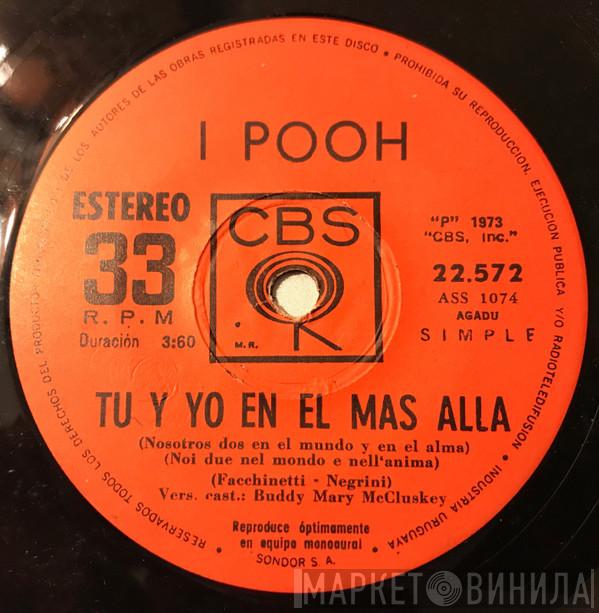 RESERVADOS TODOS LOS DERECHOS DEL PRODUCTOR Y DE LOS AUTORES DE LAS OBRAS REGISTRADAS EN ESTE DISCO • PROHIBIDA SU REPRODUCCION, EJECUCION PUBLICA Y/O RADIOTELEDIFUSION • INDUSTRIA URUGUAYA
I POOH
ESTEREO
33
R. P. M
Duración 3:60
CBS
M.R.
"P" 1973
"CBS, Inc."
22.572
ASS 1074
AGADU
SIMPLE
TU Y YO EN EL MAS ALLA
(Nosotros dos en el mundo y en el alma)
(Noi due nel mondo e nell'anima)
(Facchinetti - Negrini)
Vers. cast.: Buddy Mary McCluskey
Reproduce óptimamente
en equipo monoaural
SONDOR S. A.
МАРКЕТ ВИНИЛА